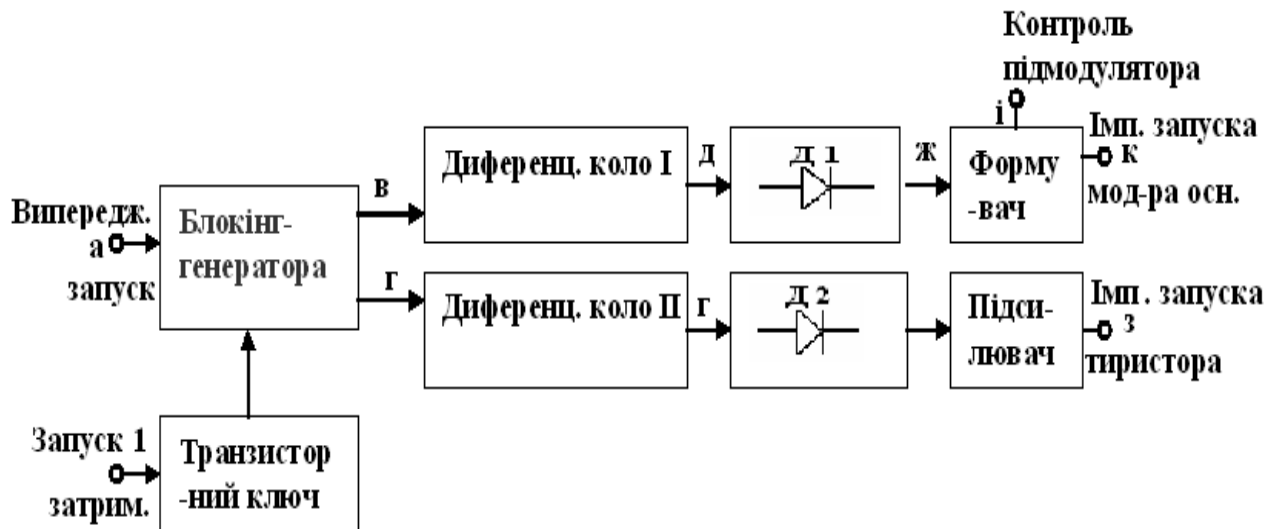 Контроль
підмодулятора
і
Імп. запуска
к
мод-ра осн.
Диференц. коло І
д
Д 1
ж
Форму
-вач
в
Випередж.
а
запуск
Блокінг-
генератора
г
Диференц. коло ІІ
г
Д 2
Підси-
лювач
Імп. запуска
з
тиристора
Запуск 1
затрим.
Транзистор
-ний ключ